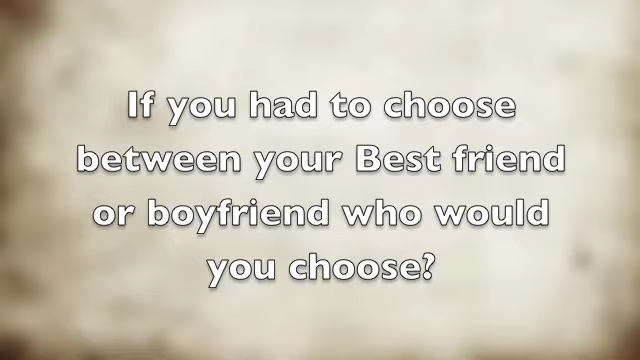 If you had to choose
between your Best friend
or boyfriend who would
you choose?